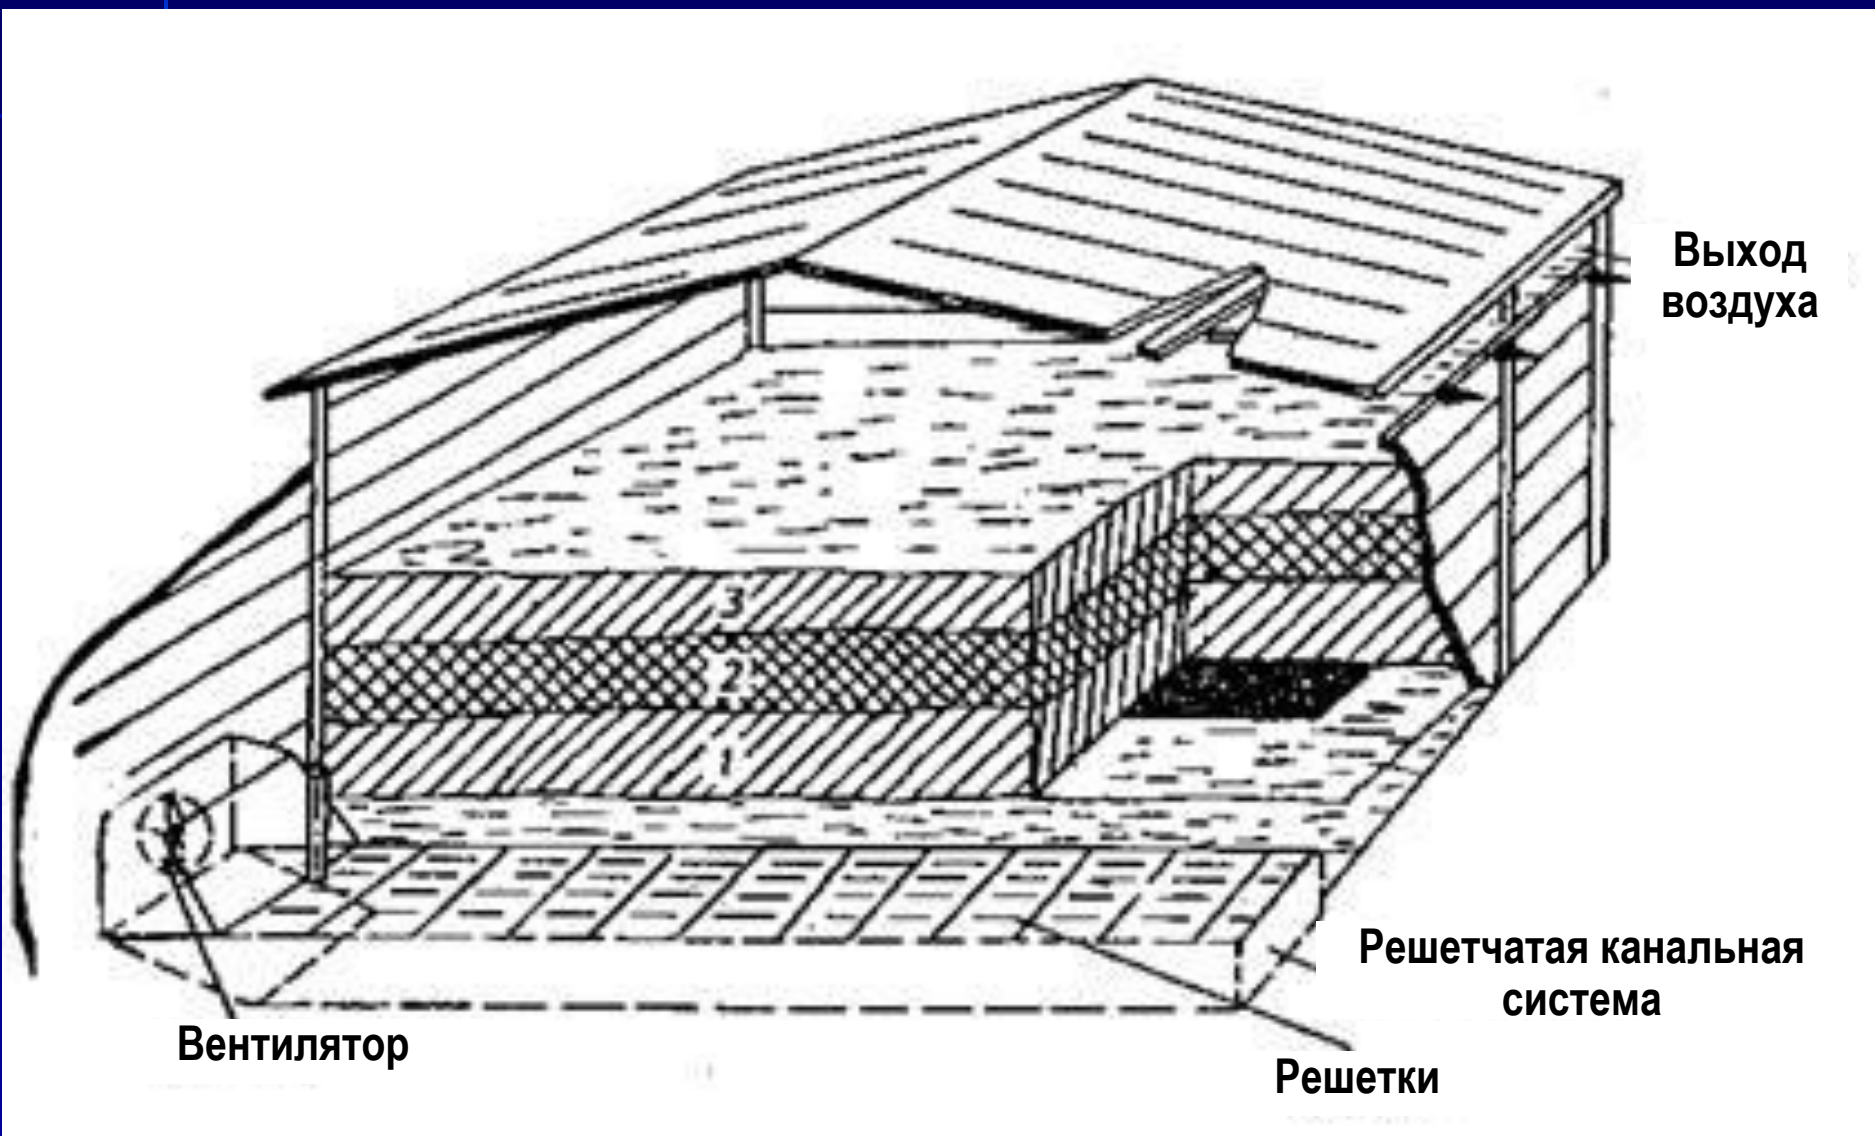 Выход
воздуха
3
2
1
Решетчатая канальная
система
Вентилятор
Решетки